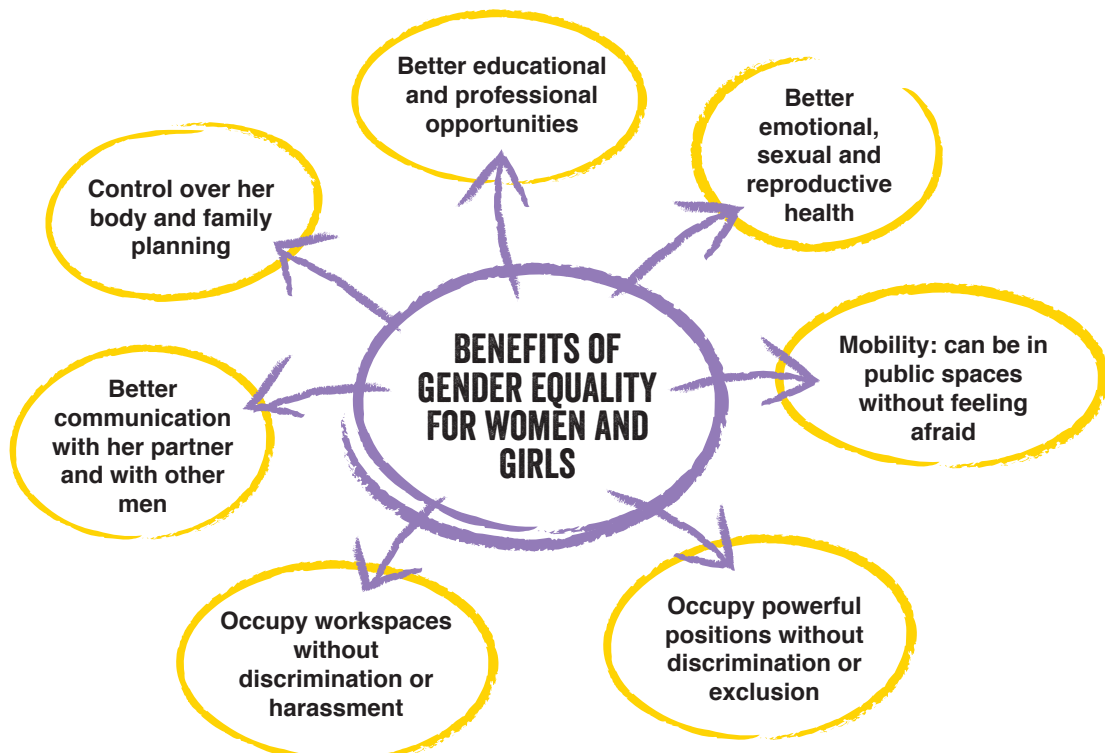 Better educational
and professional
opportunities
Better
emotional,
sexual and
reproductive
health
Control over her
body and family
planning
BENEFITS OF
GENDER EQUALITY
FOR WOMEN AND
GIRLS
Mobility: can be in
public spaces
without feeling
afraid
Better
communication
with her partner
and with other
men
Occupy workspaces
without
discrimination or
harassment
Occupy powerful
positions without
discrimination or
exclusion